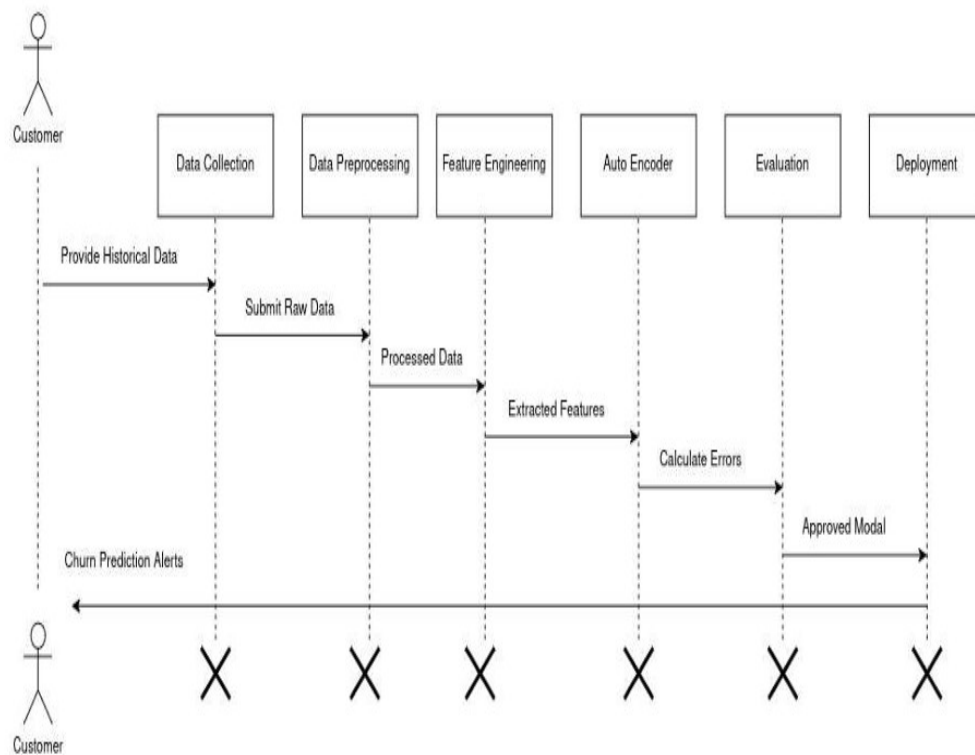 Customer
Data Collection
Data Preprocessing
Feature Engineering
Auto Encoder
Evaluation
Deployment
Provide Historical Data
Submit Raw Data
Processed Data
Extracted Features
Calculate Errors
Approved Modal
Churn Prediction Alerts
Customer